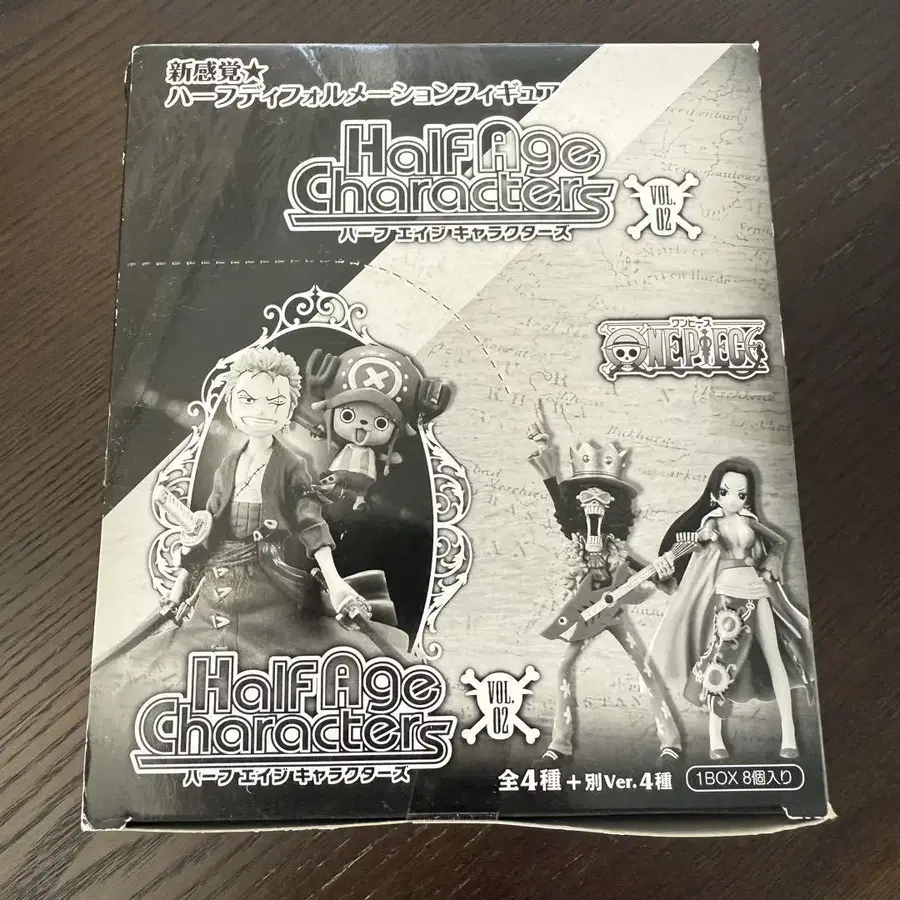 新感覚★
ハーフディフォルメーションフィギュア
Half Age
Characters
VOL.
02
ハーフ エイジ キャラクターズ
ワンピース
ONE PIECE
Half Age
Characters
VOL.
02
ハーフ エイジ キャラクターズ
全4種+別Ver.4種
1BOX 8個入り